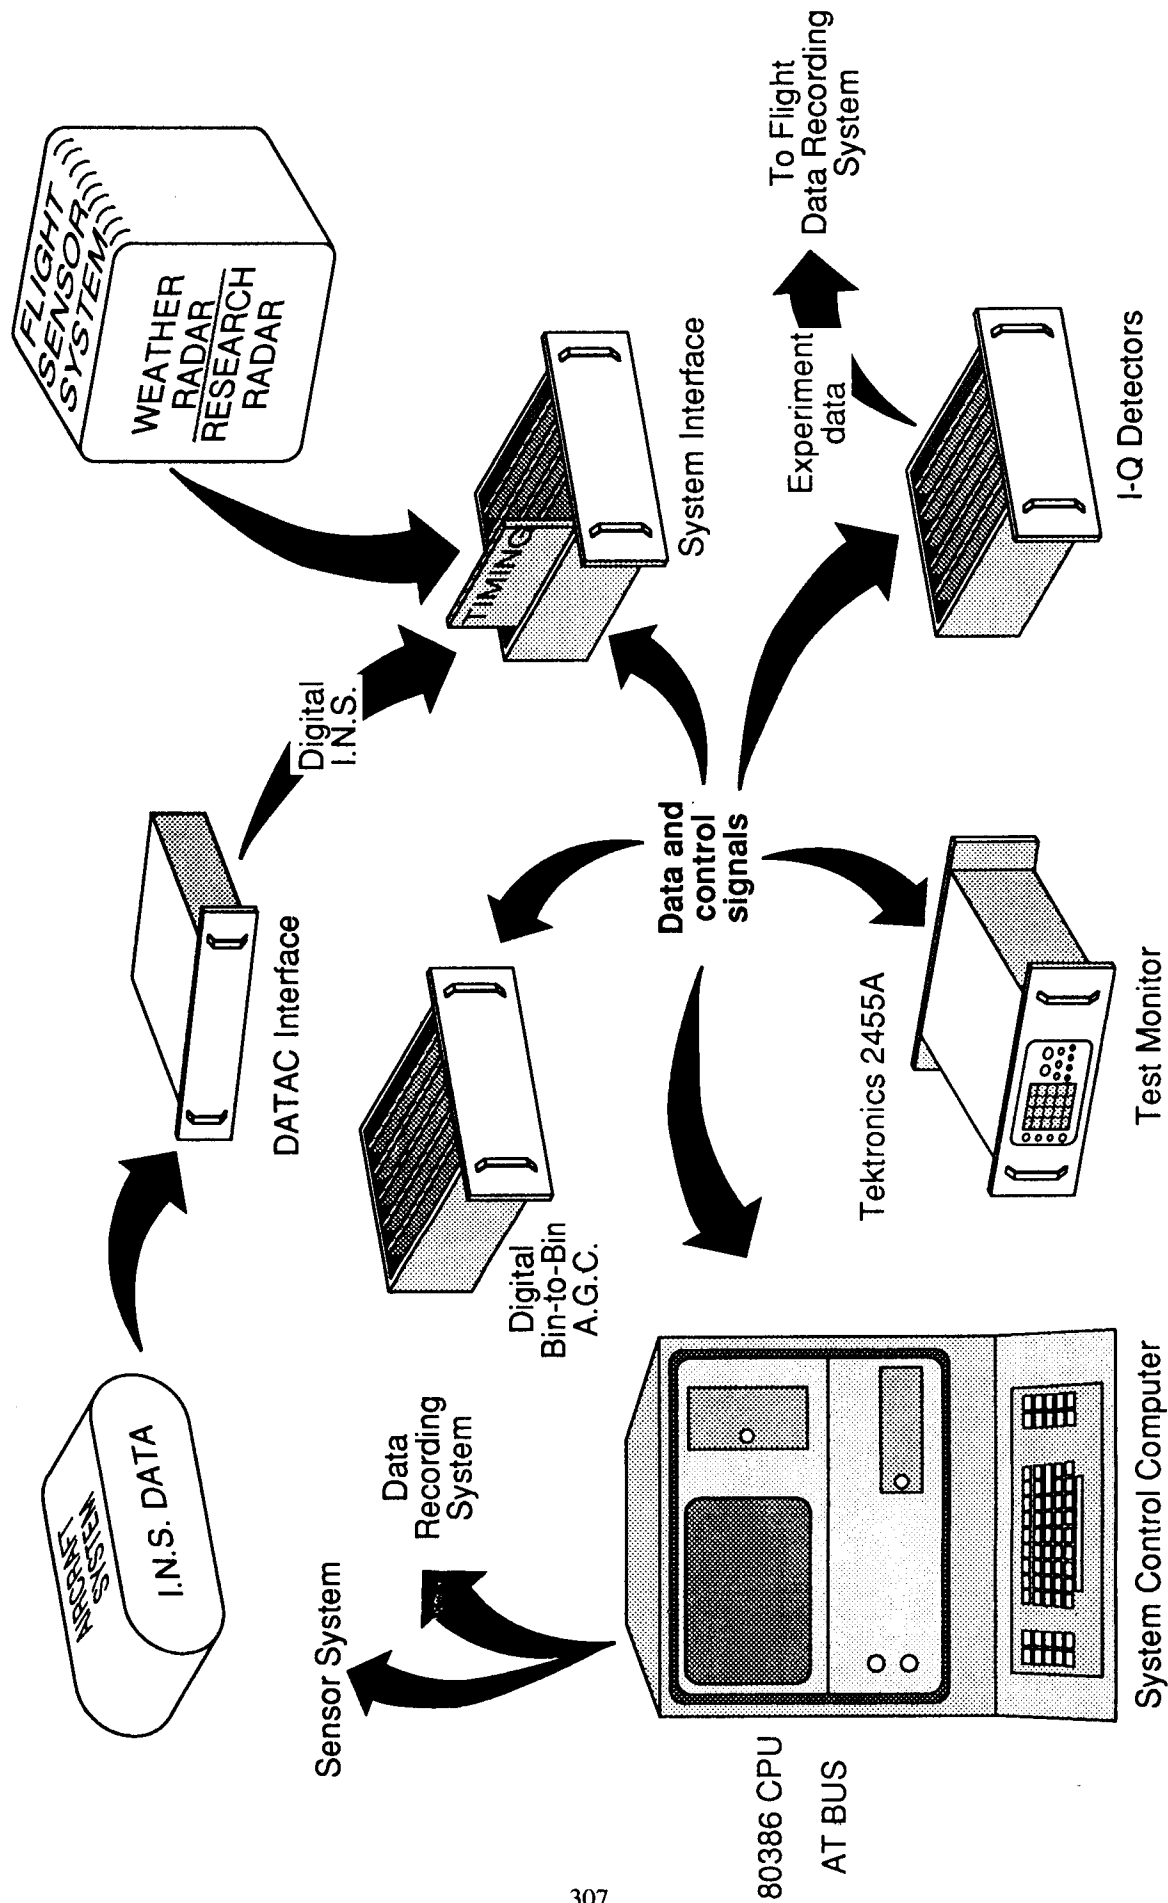 AIRCRAFT
SYSTEM
I.N.S. DATA
DATAC Interface
Digital
I.N.S.
FLIGHT
SENSOR
SYSTEM
WEATHER
RADAR
RESEARCH
RADAR
TIMING
System Interface
Sensor System
Data
Recording
System
Digital
Bin-to-Bin
A.G.C.
Data and
control
signals
Experiment
data
To Flight
Data Recording
System
80386 CPU
AT BUS
System Control Computer
Tektronics 2455A
Test Monitor
I-Q Detectors
307